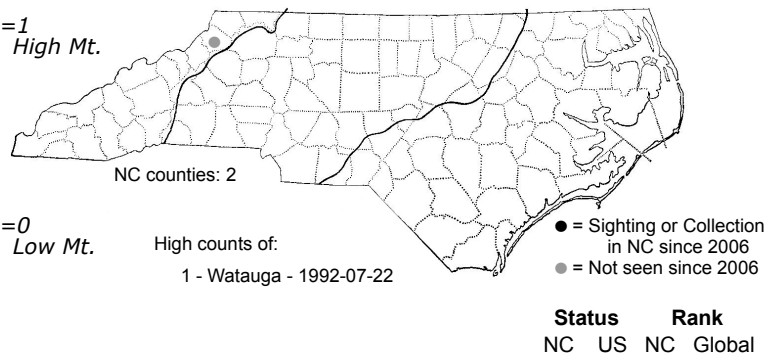 =1
High Mt.
NC counties: 2
=0
Low Mt.
High counts of:
1 - Watauga - 1992-07-22
● = Sighting or Collection
in NC since 2006
● = Not seen since 2006
Status Rank
NC US NC Global